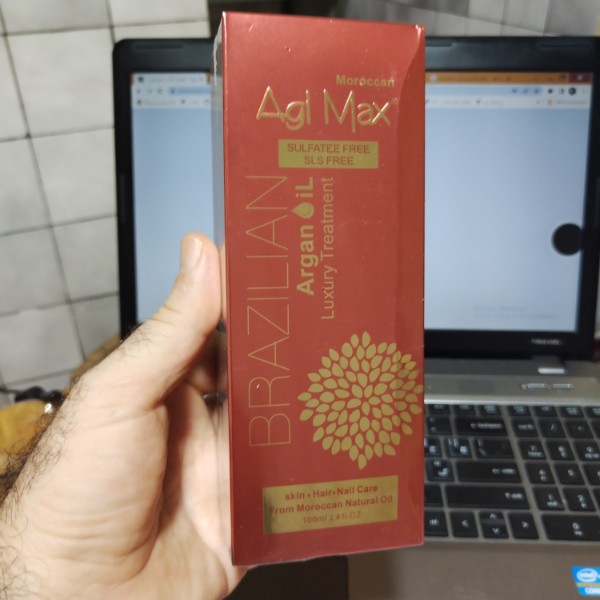 Moroccan
Agi Max
SULFATEE FREE
SLS FREE
BRAZILIAN
Argan OiL
Luxury Treatment
skin • Hair • Nail Care
From Moroccan Natural Oil
100ml 3.4 fl OZ
intel